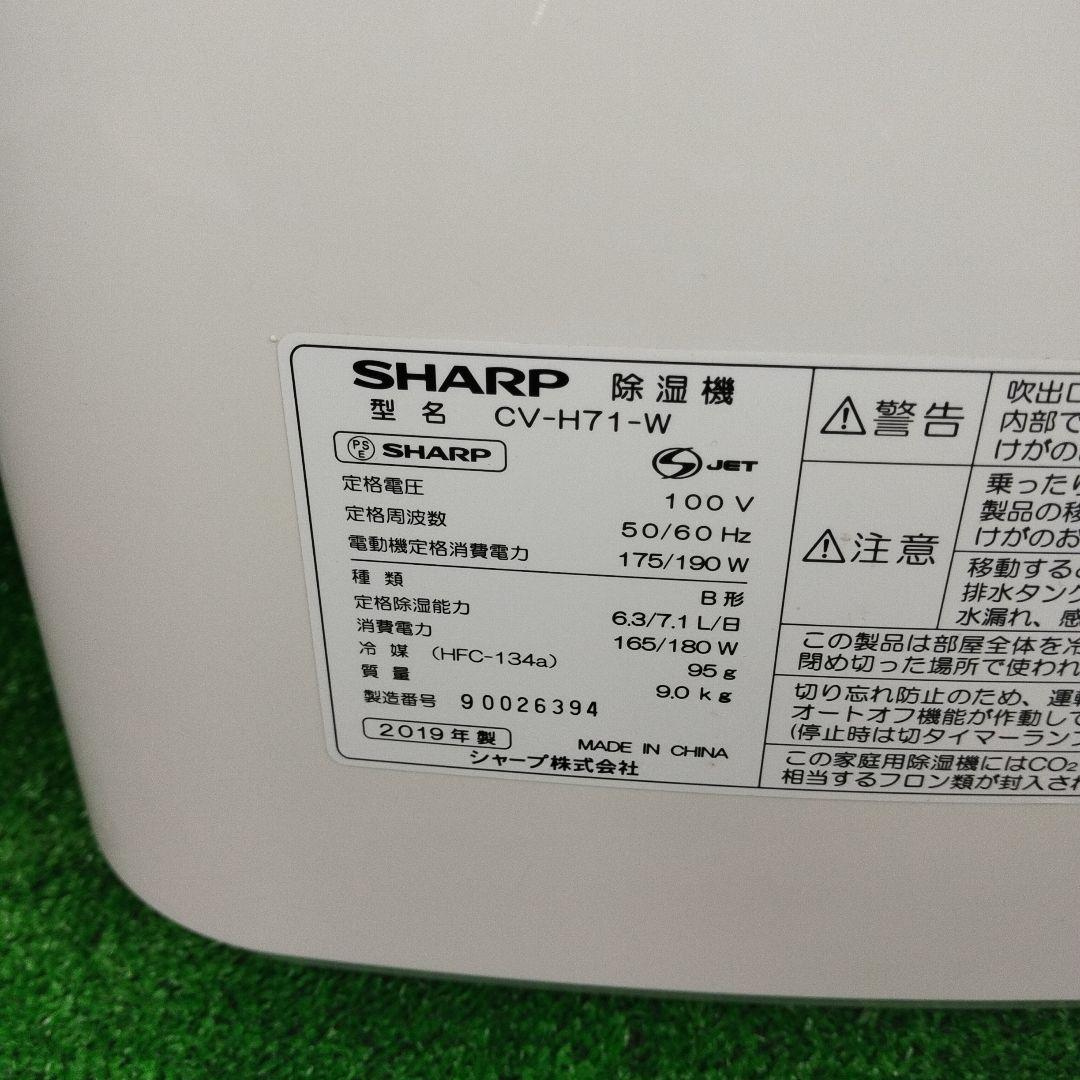 SHARP 除湿機
型名 CV-H71-W
PSE SHARP
S JET
定格電圧 100 V
定格周波数 50/60 Hz
電動機定格消費電力 175/190 W
種類 B形
定格除湿能力 6.3/7.1 L/日
消費電力 165/180 W
冷媒 (HFC-134a) 95 g
質量 9.0 kg
製造番号 90026394
2019年製 MADE IN CHINA
シャープ株式会社
⚠警告
吹出口
内部で
けがの
⚠注意
乗ったり
製品の移
けがのお
移動する
排水タンク
水漏れ、感
この製品は部屋全体を冷
閉め切った場所で使われ
切り忘れ防止のため、運転
オートオフ機能が作動して
(停止時は切タイマーランプ
この家庭用除湿機にはCO2
相当するフロン類が封入され